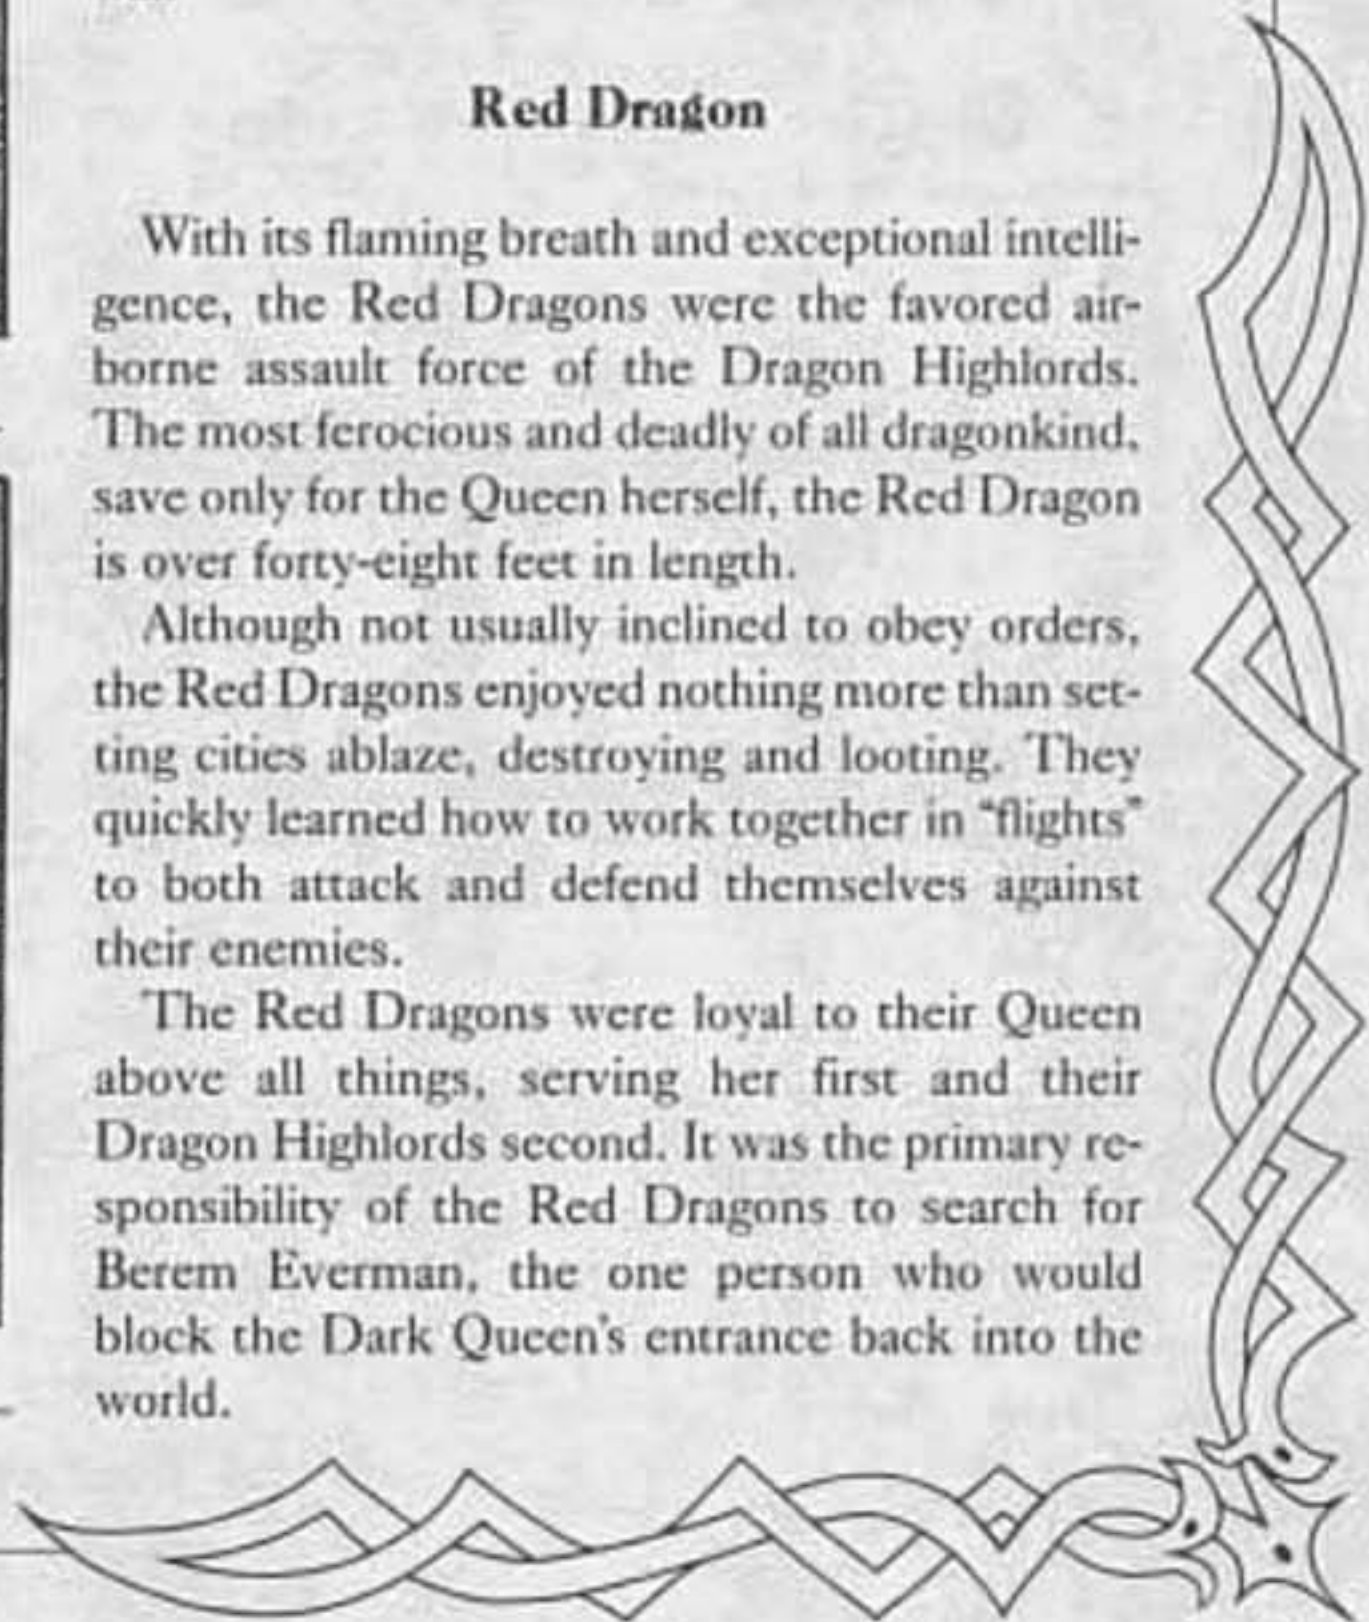 Red Dragon
With its flaming breath and exceptional intelli-
gence, the Red Dragons were the favored air-
borne assault force of the Dragon Highlords.
The most ferocious and deadly of all dragonkind,
save only for the Queen herself, the Red Dragon
is over forty-eight feet in length.
Although not usually inclined to obey orders,
the Red Dragons enjoyed nothing more than set-
ting cities ablaze, destroying and looting. They
quickly learned how to work together in "flights"
to both attack and defend themselves against
their enemies.
The Red Dragons were loyal to their Queen
above all things, serving her first and their
Dragon Highlords second. It was the primary re-
sponsibility of the Red Dragons to search for
Berem Everman, the one person who would
block the Dark Queen's entrance back into the
world.